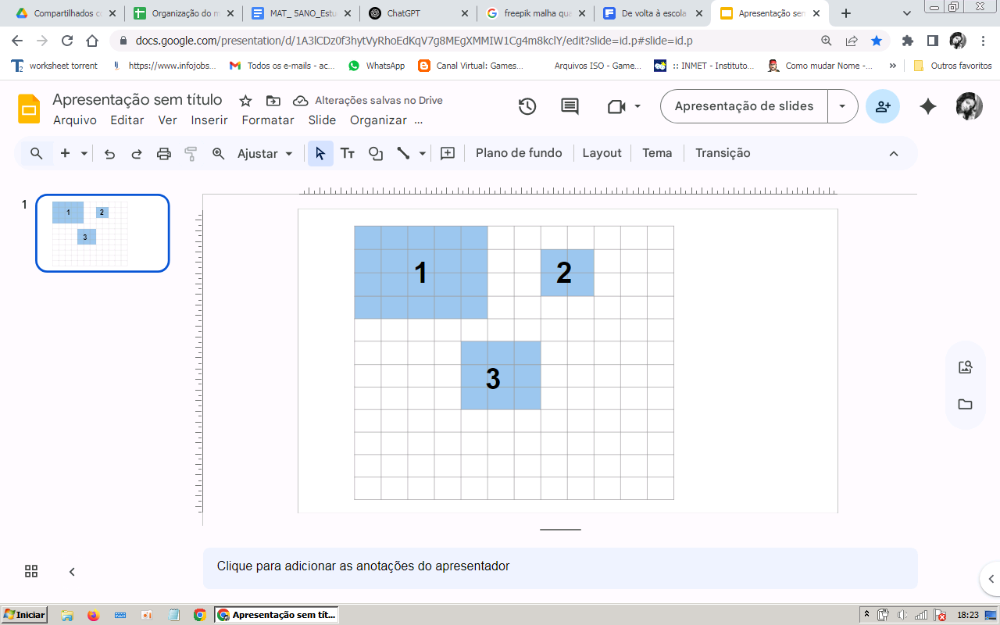 Compartilhados co
Organização do m
MAT_ 5ANO_Estu
ChatGPT
freepik malha qua
De volta à escola
Apresentação sem
docs.google.com/presentation/d/1A3lCDz0f3hytVyRhoEdKqV7g8MEgXMMIW1Cg4m8kclY/edit?slide=id.p#slide=id.p
worksheet torrent
https://www.infojobs...
Todos os e-mails - ac...
WhatsApp
Canal Virtual: Games...
Arquivos ISO - Game...
:: INMET - Instituto...
Como mudar Nome -...
»
Outros favoritos
Apresentação sem título
Alterações salvas no Drive
Arquivo Editar Ver Inserir Formatar Slide Organizar ...
Apresentação de slides
Ajustar
Plano de fundo
Layout
Tema
Transição
1
1 2
3
1 2
3
Clique para adicionar as anotações do apresentador
Iniciar
Apresentação sem tít...
18:23